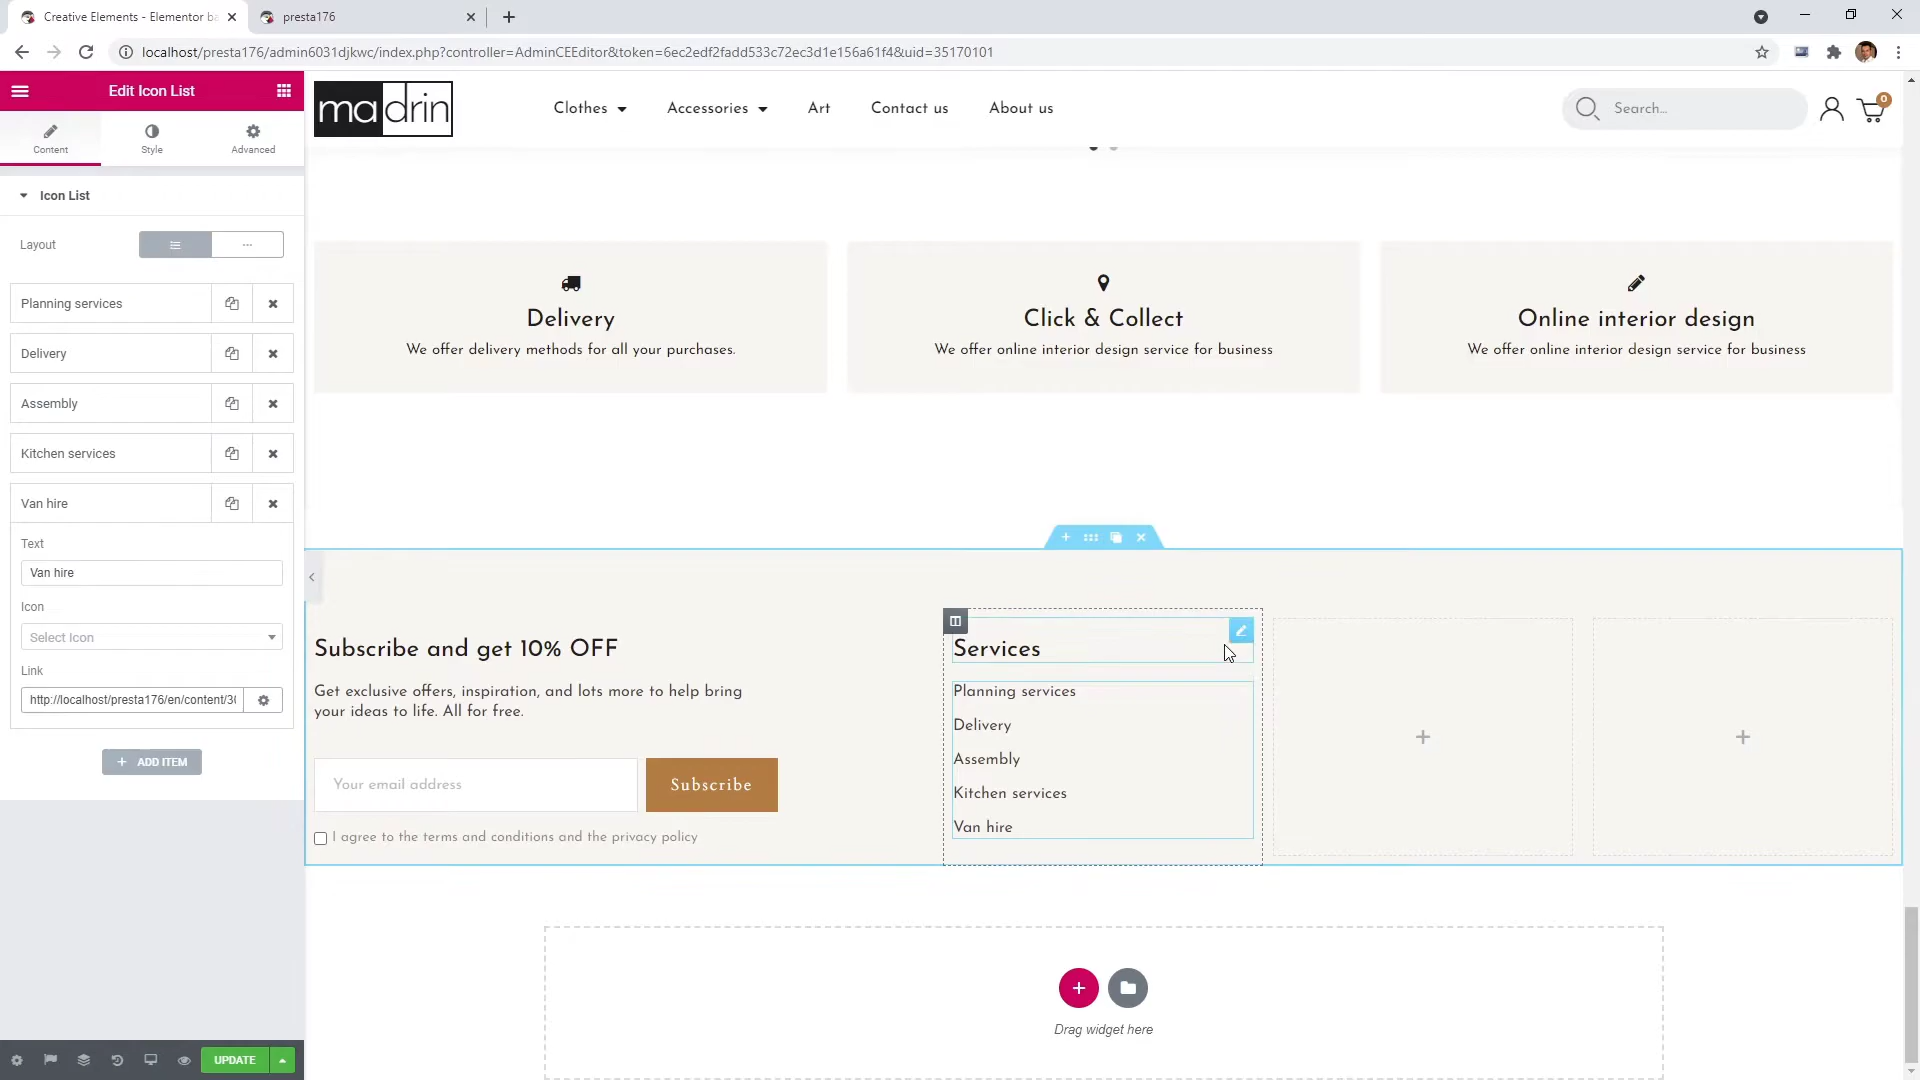 Creative Elements - Elementor ba
presta176
localhost/presta176/admin6031djkwc/index.php?controller=AdminCEEditor&token=6ec2edf2fadd533c72ec3d1e156a61f4&uid=35170101
Edit Icon List
Content
Style
Advanced
Icon List
Layout
Planning services
Delivery
Assembly
Kitchen services
Van hire
Text
Van hire
Icon
Select Icon
Link
http://localhost/presta176/en/content/30
+ ADD ITEM
UPDATE
madrin
Clothes
Accessories
Art
Contact us
About us
Search...
0
Delivery
We offer delivery methods for all your purchases.
Click & Collect
We offer online interior design service for business
Online interior design
We offer online interior design service for business
Subscribe and get 10% OFF
Get exclusive offers, inspiration, and lots more to help bring
your ideas to life. All for free.
Your email address
Subscribe
I agree to the terms and conditions and the privacy policy
Services
Planning services
Delivery
Assembly
Kitchen services
Van hire
Drag widget here